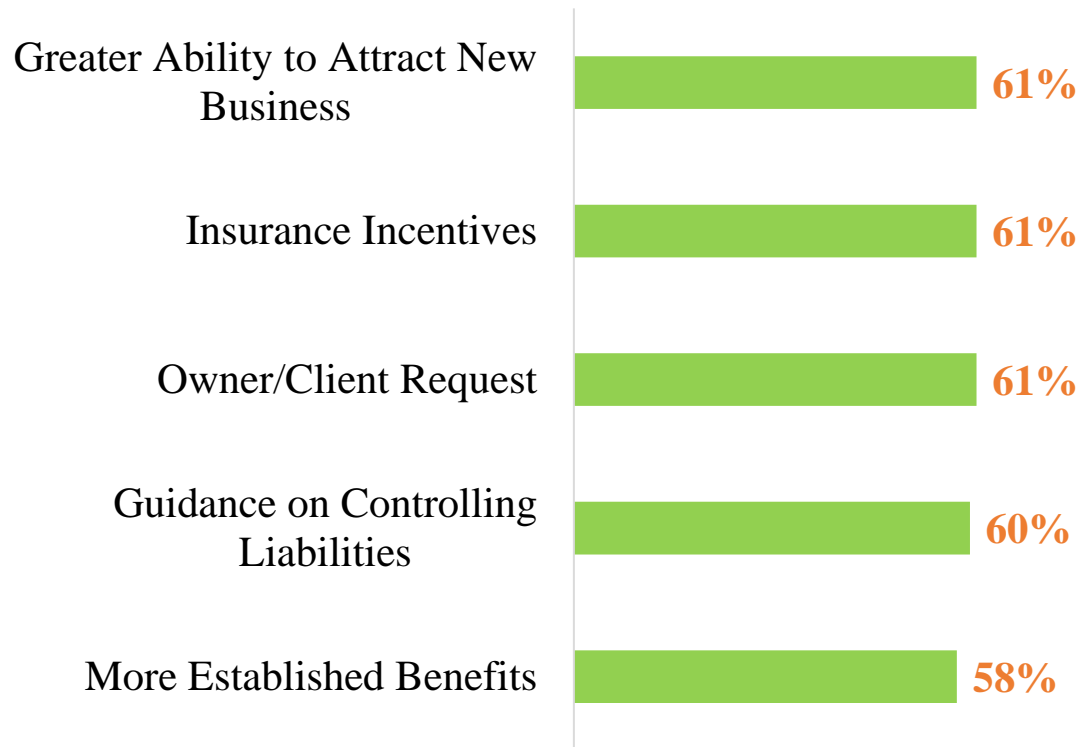 Greater Ability to Attract New
Business
61%
Insurance Incentives
61%
Owner/Client Request
61%
Guidance on Controlling
Liabilities
60%
More Established Benefits
58%